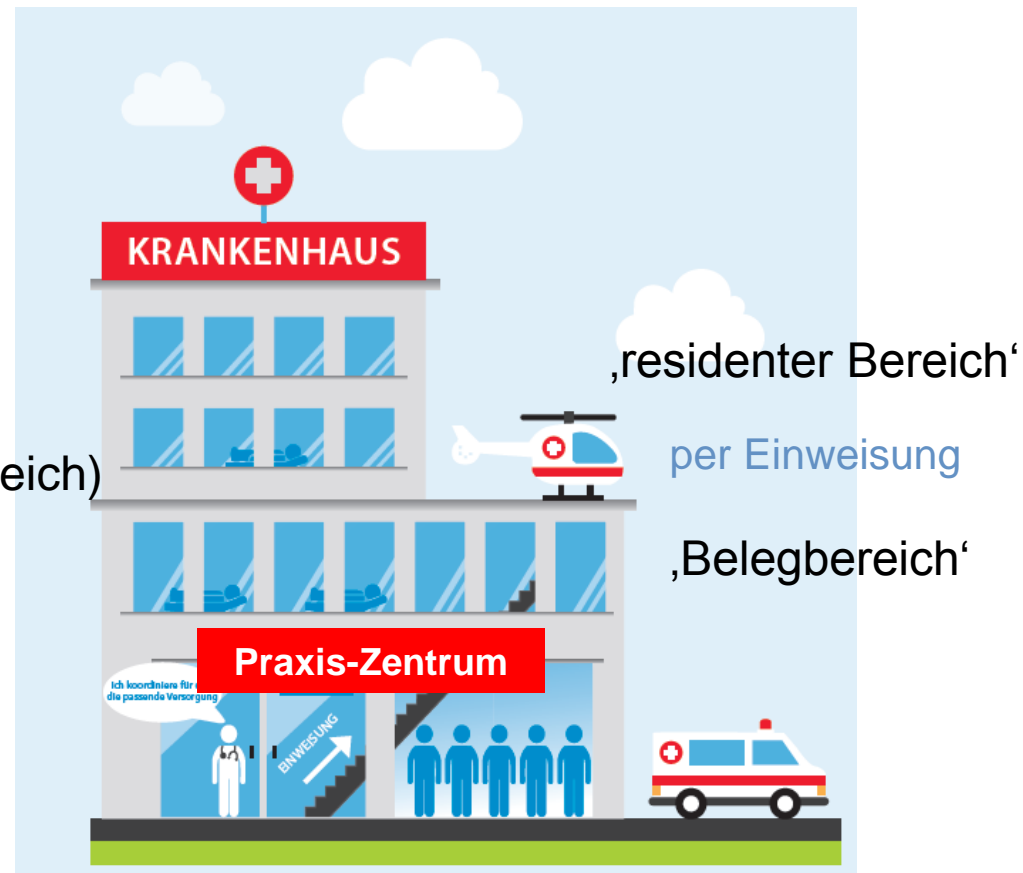 KRANKENHAUS
‚residenter Bereich‘
per Einweisung
eich)
‚Belegbereich‘
Praxis-Zentrum
Ich koordiniere für
die passende Versorgung
EINWEISUNG